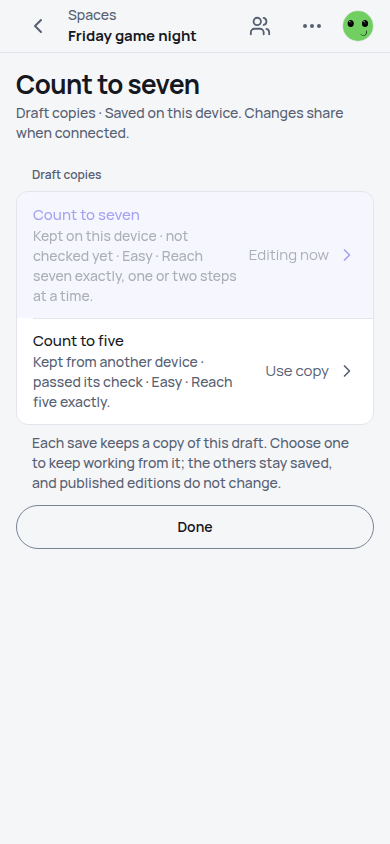 Spaces
Friday game night
Count to seven
Draft copies · Saved on this device. Changes share
when connected.
Draft copies
Count to seven
Kept on this device · not
checked yet · Easy · Reach
seven exactly, one or two steps
at a time.
Editing now
Count to five
Kept from another device ·
passed its check · Easy · Reach
five exactly.
Use copy
Each save keeps a copy of this draft. Choose one
to keep working from it; the others stay saved,
and published editions do not change.
Done